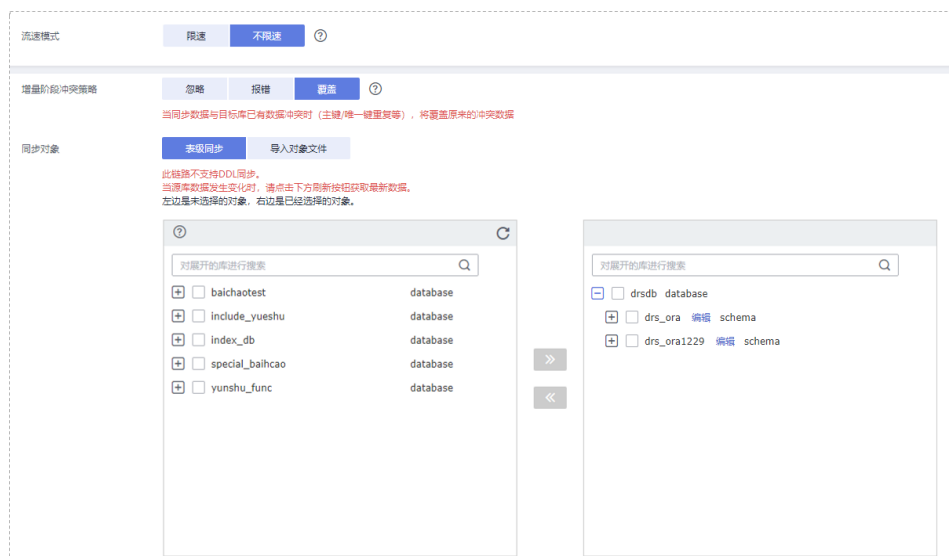 流速模式 限速 不限速 ?
增量阶段冲突策略 忽略 报错 覆盖 ?
当同步数据与目标库已有数据冲突时（主键/唯一键重复等），将覆盖原来的冲突数据
同步对象 表级同步 导入对象文件
此链路不支持DDL同步。
当源库数据发生变化时，请点击下方刷新按钮获取最新数据。
左边是未选择的对象，右边是已经选择的对象。
?
对展开的库进行搜索
baichaotest database
include_yueshu database
index_db database
special_baihcao database
yunshu_func database
对展开的库进行搜索
drsdb database
drs_ora 编辑 schema
drs_ora1229 编辑 schema